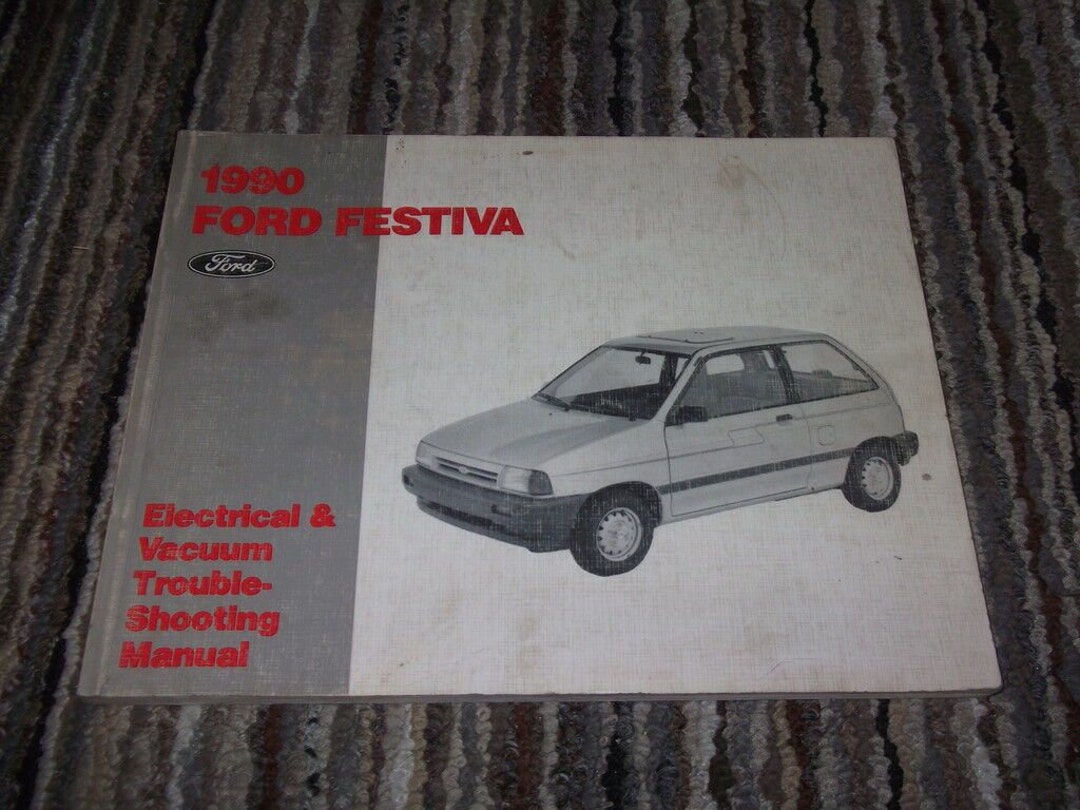 1990
FORD FESTIVA
Ford
Electrical &
Vacuum
Trouble-
Shooting
Manual